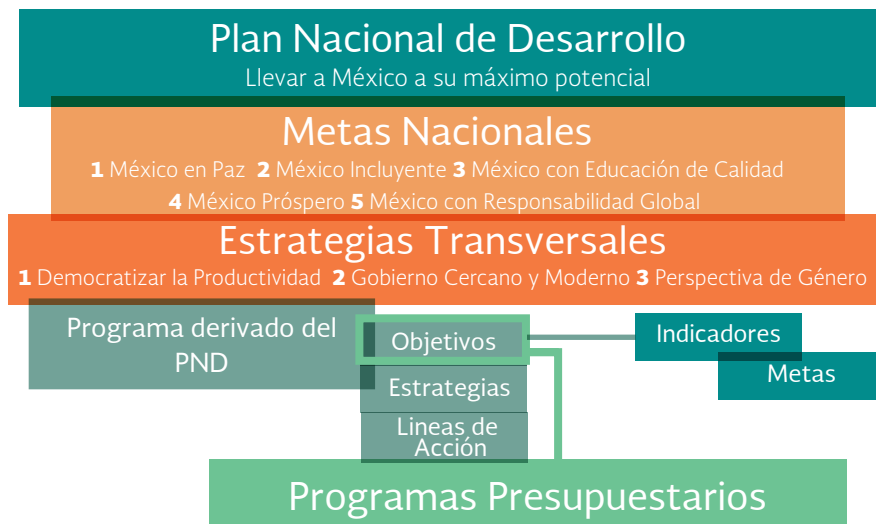 Plan Nacional de Desarrollo
Llevar a México a su máximo potencial
Metas Nacionales
1 México en Paz 2 México Incluyente 3 México con Educación de Calidad
4 México Próspero 5 México con Responsabilidad Global
Estrategias Transversales
1 Democratizar la Productividad 2 Gobierno Cercano y Moderno 3 Perspectiva de Género
Programa derivado del
PND
Objetivos
Indicadores
Metas
Estrategias
Lineas de
Acción
Programas Presupuestarios